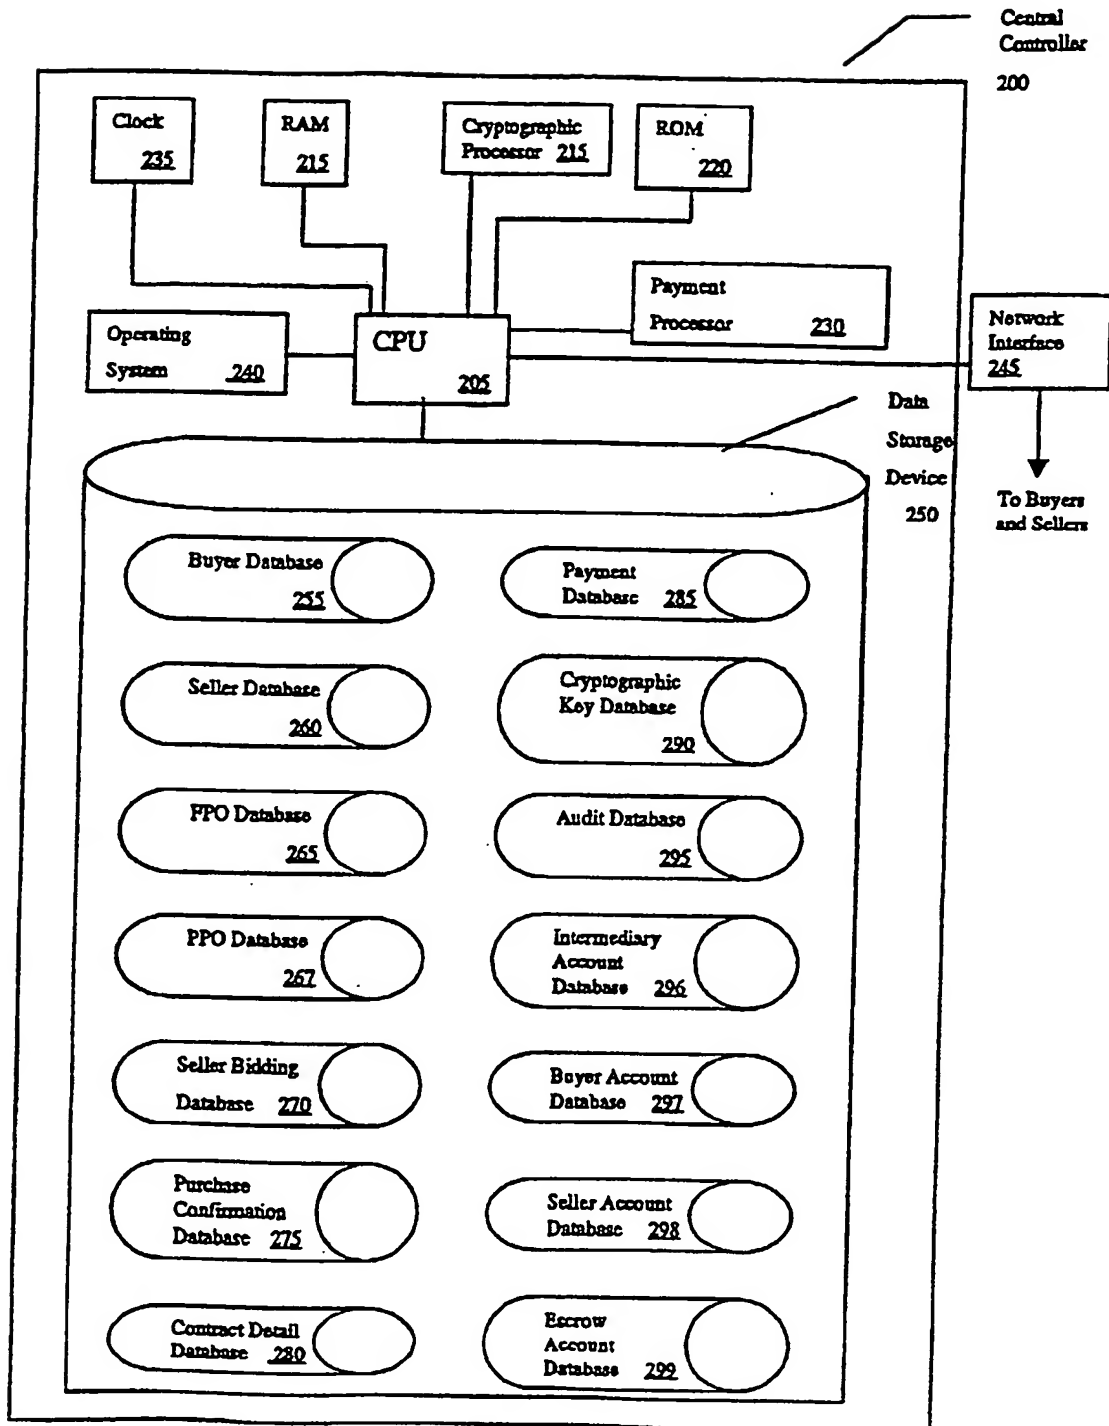 Central
Controller
200
Clock
235
RAM
215
Cryptographic
Processor 215
ROM
220
Payment
Processor 230
Operating
System 240
CPU
205
Network
Interface
245
Data
Storage
Device
250
To Buyers
and Sellers
Buyer Database
255
Payment
Database 285
Seller Database
260
Cryptographic
Key Database
290
FPO Database
265
Audit Database
295
PPO Database
267
Intermediary
Account
Database 296
Seller Bidding
Database 270
Buyer Account
Database 297
Purchase
Confirmation
Database 275
Seller Account
Database 298
Contract Detail
Database 280
Escrow
Account
Database 299